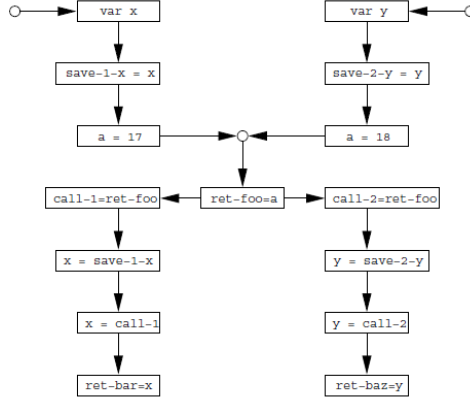 var x
var y
save-1-x = x
save-2-y = y
a = 17
a = 18
call-1=ret-foo
ret-foo=a
call-2=ret-foo
x = save-1-x
y = save-2-y
x = call-1
y = call-2
ret-bar=x
ret-baz=y